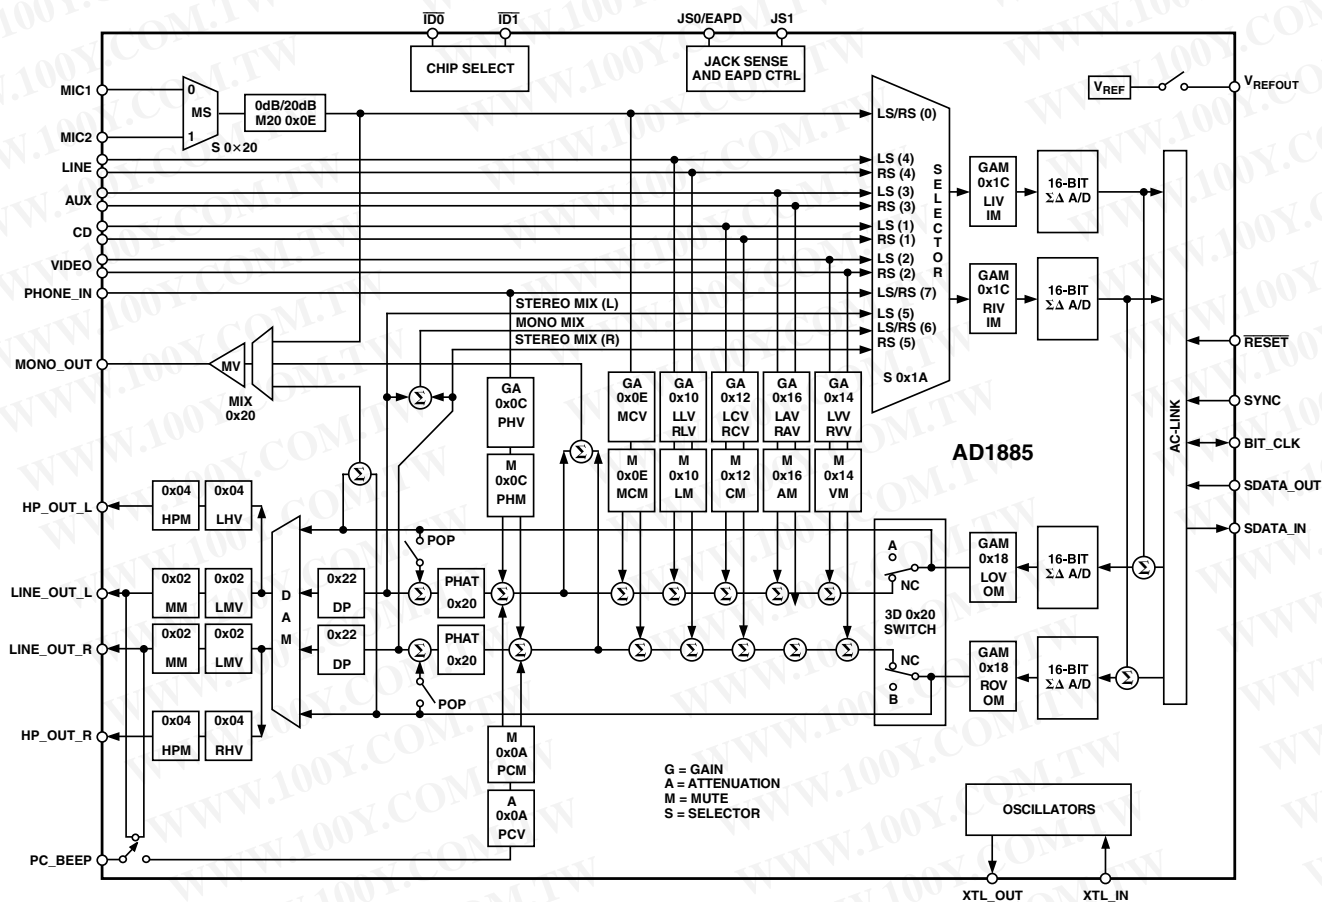 ID0 ID1 JS0/EAPD JS1
CHIP SELECT
JACK SENSE
AND EAPD CTRL
VREF VREFOUT
MIC1
MIC2
0
MS
1
S 0×20
0dB/20dB
M20 0x0E
LINE
AUX
CD
VIDEO
PHONE_IN
LS/RS (0)
LS (4)
RS (4)
LS (3)
RS (3)
LS (1)
RS (1)
LS (2)
RS (2)
LS/RS (7)
LS (5)
LS/RS (6)
RS (5)
SELECTOR
S 0x1A
STEREO MIX (L)
MONO MIX
STEREO MIX (R)
GAM
0x1C
LIV
IM
16-BIT
ΣΔ A/D
GAM
0x1C
RIV
IM
16-BIT
ΣΔ A/D
AC-LINK
RESET
SYNC
BIT_CLK
SDATA_OUT
SDATA_IN
MONO_OUT
MV
MIX
0x20
Σ
Σ
Σ
GA
0x0C
PHV
M
0x0C
PHM
GA
0x0E
MCV
GA
0x10
LLV
RLV
GA
0x12
LCV
RCV
GA
0x16
LAV
RAV
GA
0x14
LVV
RVV
M
0x0E
MCM
M
0x10
LM
M
0x12
CM
M
0x16
AM
M
0x14
VM
AD1885
HP_OUT_L
0x04
HPM
0x04
LHV
LINE_OUT_L
0x02
MM
0x02
LMV
LINE_OUT_R
0x02
MM
0x02
LMV
HP_OUT_R
0x04
HPM
0x04
RHV
DAM
0x22
DP
0x22
DP
POP
POP
PHAT
0x20
PHAT
0x20
Σ Σ Σ Σ Σ Σ Σ
Σ Σ Σ Σ Σ Σ Σ
A
NC
3D 0x20
SWITCH
NC
B
GAM
0x18
LOV
OM
16-BIT
ΣΔ A/D
Σ
GAM
0x18
ROV
OM
16-BIT
ΣΔ A/D
Σ
M
0x0A
PCM
A
0x0A
PCV
PC_BEEP
G = GAIN
A = ATTENUATION
M = MUTE
S = SELECTOR
OSCILLATORS
XTL_OUT XTL_IN
WWW.100Y.COM.TW